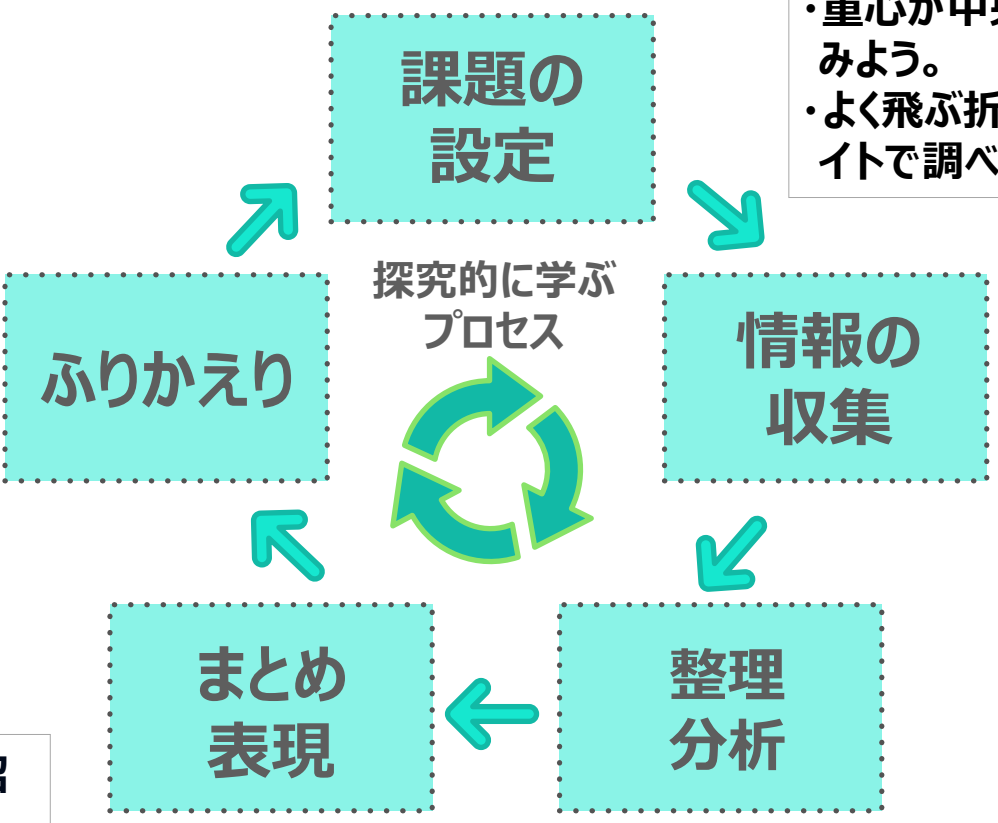 ・重心が中
みよう。
・よく飛ぶ折
イトで調べ
課題の
設定
探究的に学ぶ
プロセス
情報の
収集
整理
分析
まとめ
表現
ふりかえり